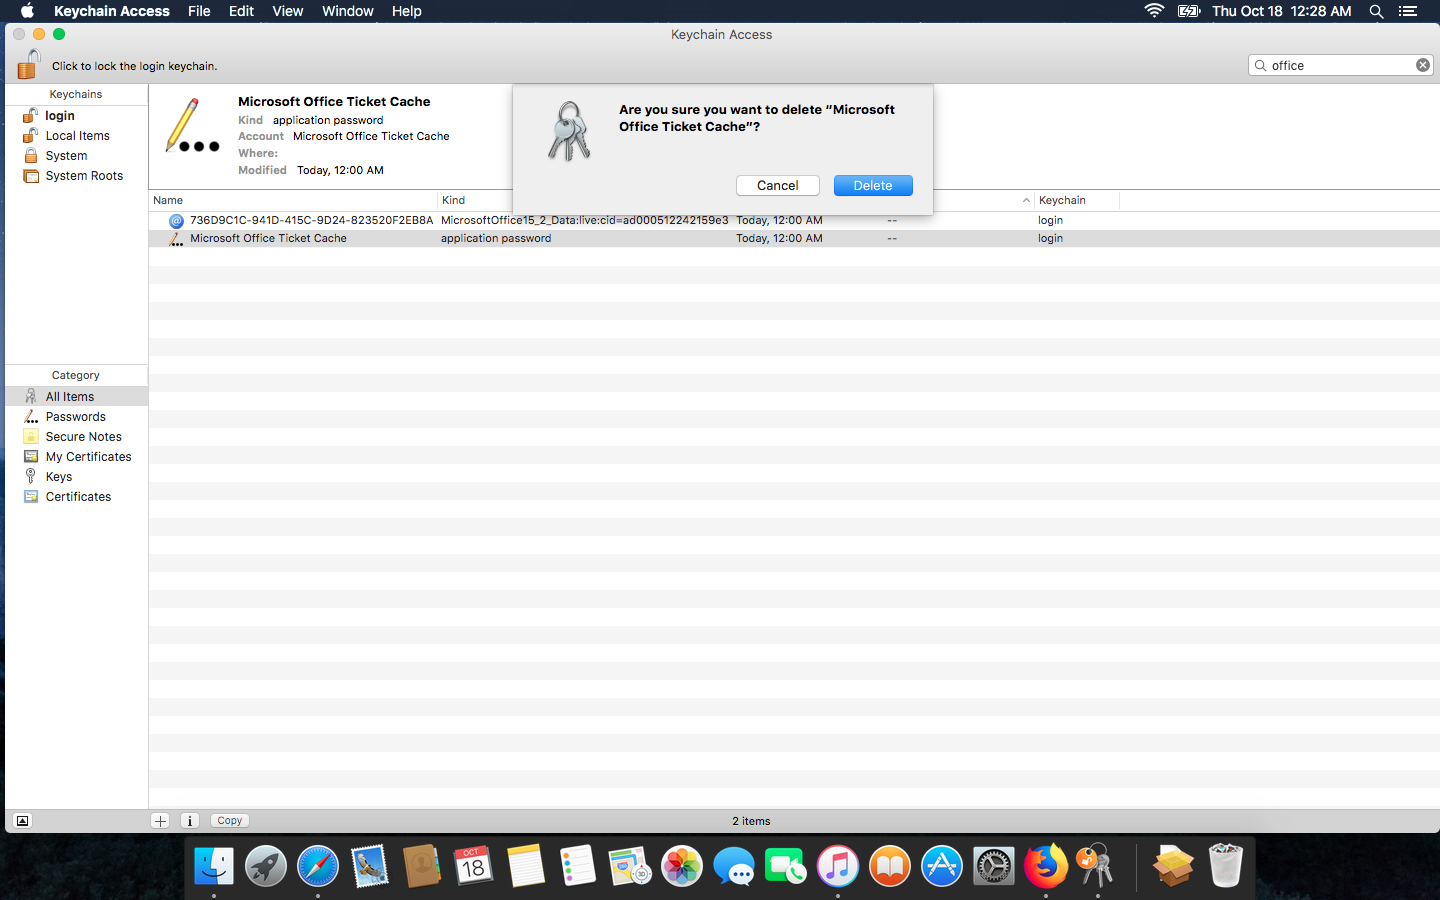 Keychain Access File Edit View Window Help Thu Oct 18 12:28 AM
Keychain Access
Click to lock the login keychain.
office
Keychains
login
Local Items
System
System Roots
Microsoft Office Ticket Cache
Kind application password
Account Microsoft Office Ticket Cache
Where:
Modified Today, 12:00 AM
Are you sure you want to delete “Microsoft
Office Ticket Cache”?
Cancel Delete
Name Kind Keychain
736D9C1C-941D-415C-9D24-823520F2EB8A MicrosoftOffice15_2_Data:live:cid=ad000512242159e3 Today, 12:00 AM -- login
Microsoft Office Ticket Cache application password Today, 12:00 AM -- login
Category
All Items
Passwords
Secure Notes
My Certificates
Keys
Certificates
Copy
2 items
OCT
18